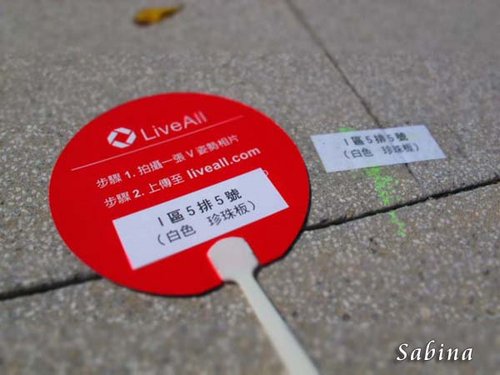 LiveAll
步驟 1. 拍攝一張 V 姿勢相片
步驟 2. 上傳至 liveall.com
I 區 5 排 5 號
(白色 珍珠板)
I 區 5 排 5 號
(白色 珍珠板)
Sabina